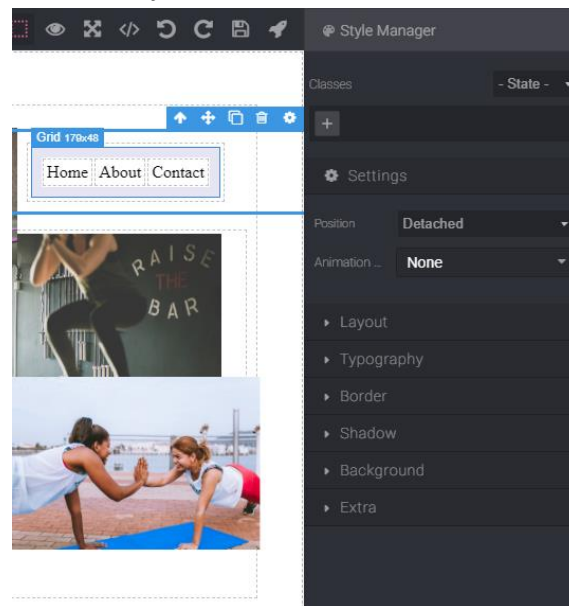 Style Manager
Classes
- State -
+
Grid 179x48
Home About Contact
Settings
Position Detached
Animation ... None
RAISE
THE
BAR
Layout
Typography
Border
Shadow
Background
Extra